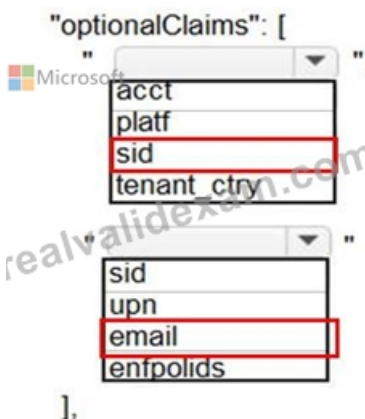 "optionalClaims": [
" "
Microsoft
acct
platf
sid
tenant_ctry
realvalidexam.com
" "
sid
upn
email
enfpolids
],